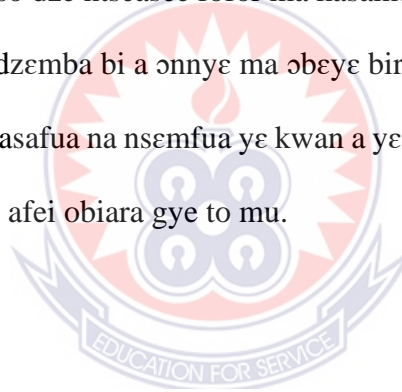 dzɛmba bi a ɔnnyɛ ma ɔbɛyɛ bir
asafua na nsɛmfua yɛ kwan a yɛ
afei obiara gye to mu.
EDUCATION FOR SERVICE